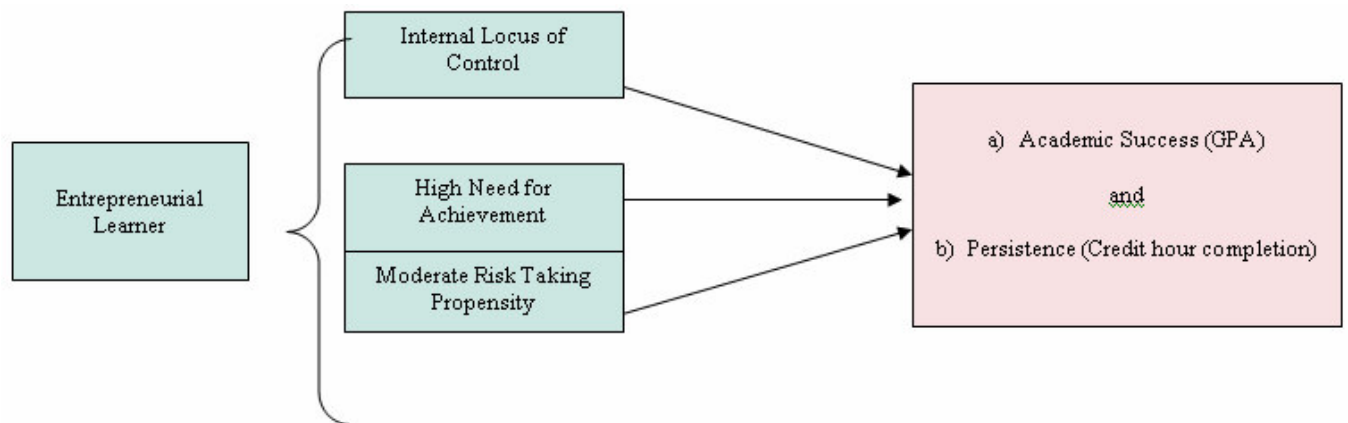 Internal Locus of
Control
Entrepreneurial
Learner
High Need for
Achievement
Moderate Risk Taking
Propensity
a) Academic Success (GPA)
and
b) Persistence (Credit hour completion)